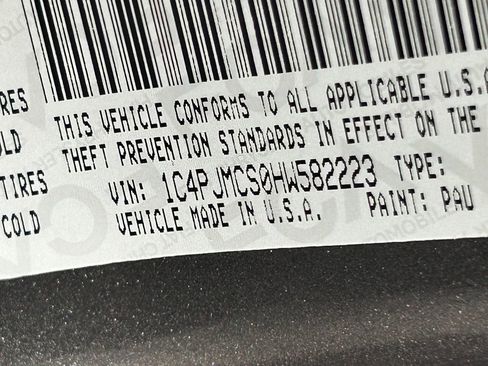 THIS VEHICLE CONFORMS TO ALL APPLICABLE U.S.A
THEFT PREVENTION STANDARDS IN EFFECT ON THE
VIN: 1C4PJMCS0HW582223 TYPE:
VEHICLE MADE IN U.S.A. PAINT: PAU
RES
OLD
TIRES
COLD